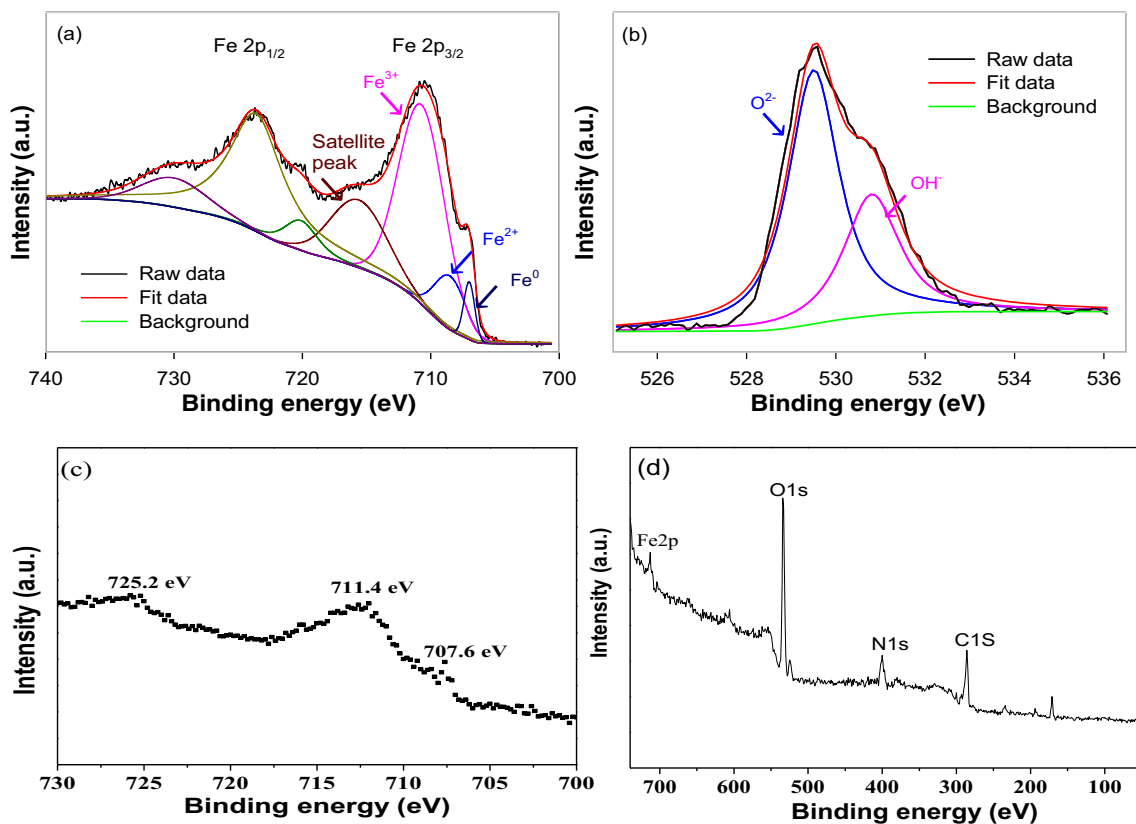 (a)
Fe 2p1/2
Fe 2p3/2
Fe3+
Satellite
peak
Fe2+
Fe0
Raw data
Fit data
Background
Intensity (a.u.)
740 730 720 710 700
Binding energy (eV)
(b)
O2-
OH-
Raw data
Fit data
Background
Intensity (a.u.)
526 528 530 532 534 536
Binding energy (eV)
(c)
725.2 eV
711.4 eV
707.6 eV
Intensity (a.u.)
730 725 720 715 710 705 700
Binding energy (eV)
(d)
O1s
Fe2p
N1s
C1S
Intensity (a.u.)
700 600 500 400 300 200 100
Binding energy (eV)